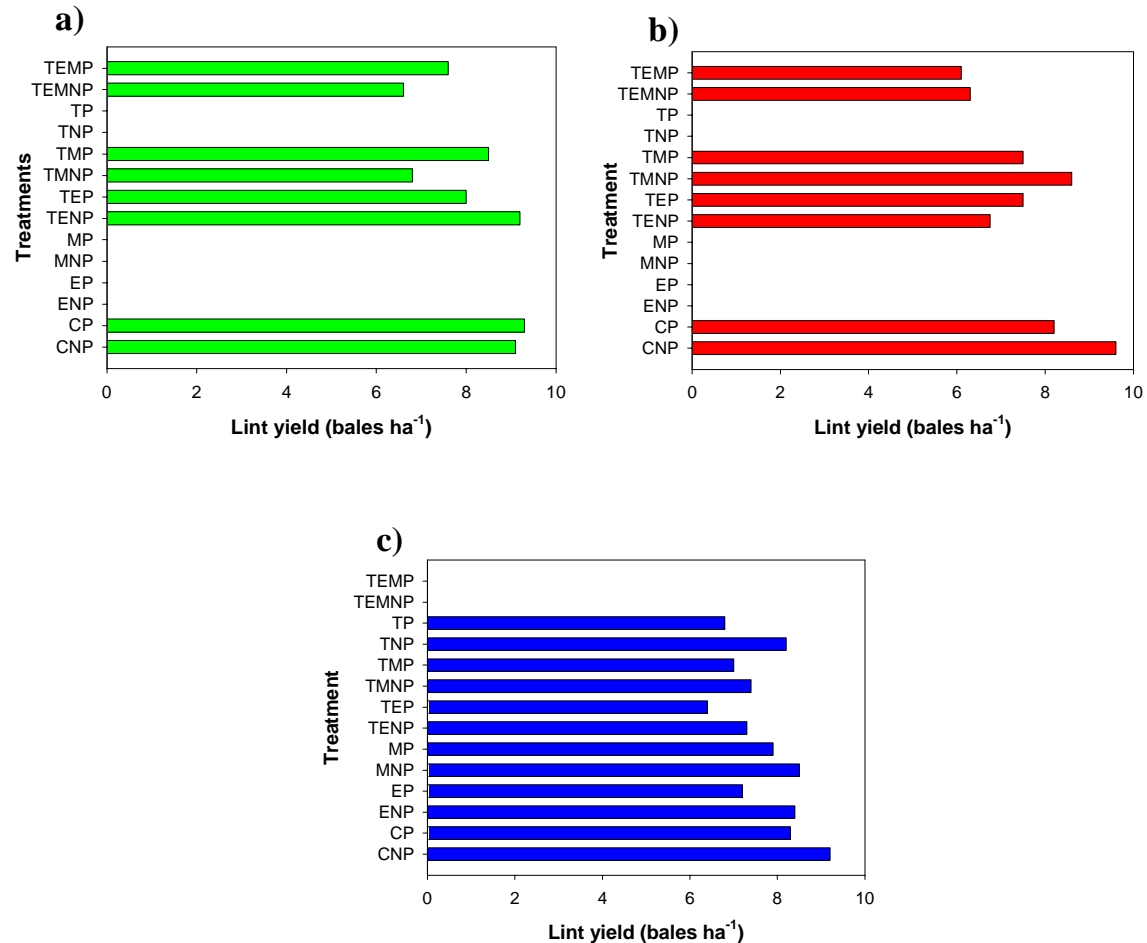 a)
Treatments
TEMP
TEMNP
TP
TNP
TMP
TMNP
TEP
TENP
MP
MNP
EP
ENP
CP
CNP
0 2 4 6 8 10
Lint yield (bales ha⁻¹)
b)
Treatment
TEMP
TEMNP
TP
TNP
TMP
TMNP
TEP
TENP
MP
MNP
EP
ENP
CP
CNP
0 2 4 6 8 10
Lint yield (bales ha⁻¹)
c)
Treatment
TEMP
TEMNP
TP
TNP
TMP
TMNP
TEP
TENP
MP
MNP
EP
ENP
CP
CNP
0 2 4 6 8 10
Lint yield (bales ha⁻¹)